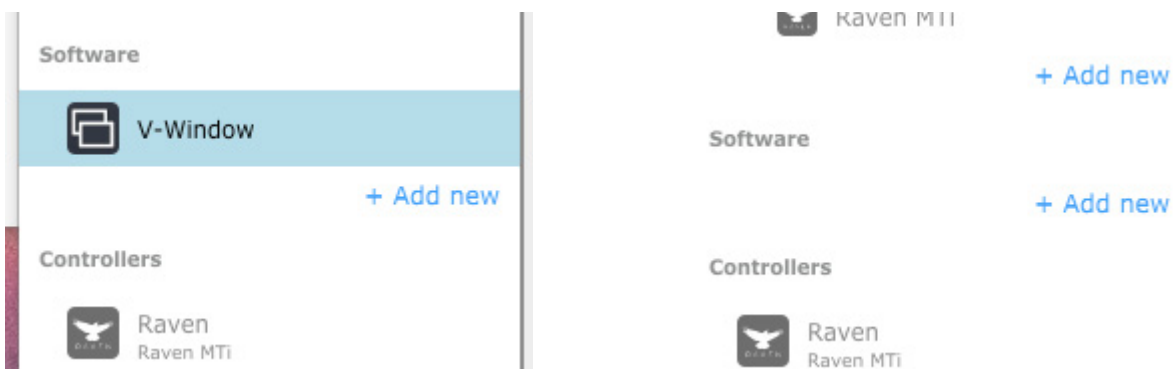 Software
V-Window
+ Add new
Controllers
Raven
Raven MTi
Raven MTi
+ Add new
Software
+ Add new
Controllers
Raven
Raven MTi